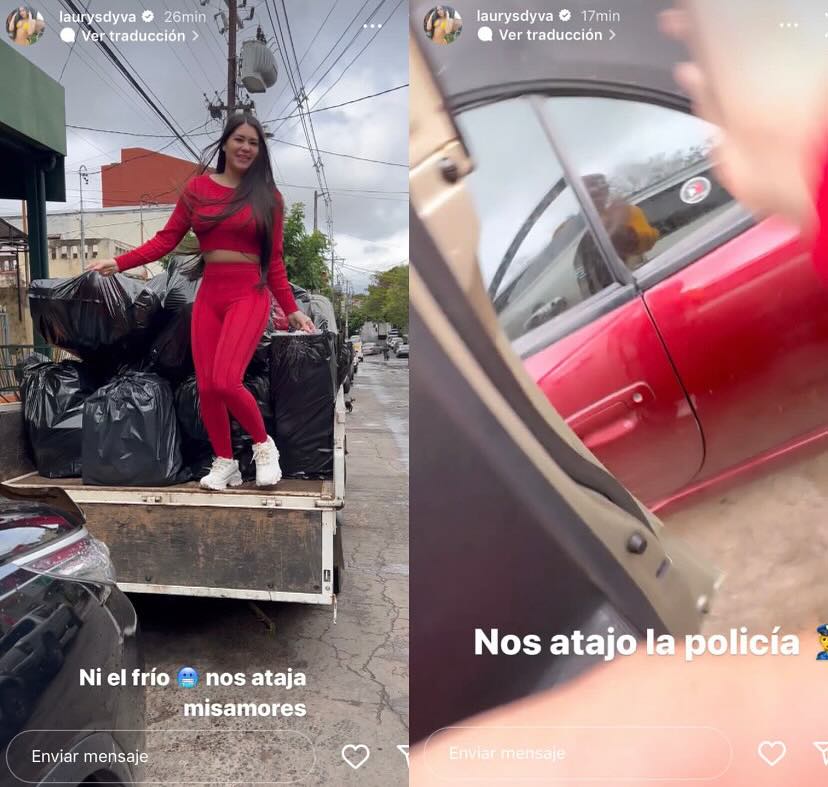 laurysdyva 26min
Ver traducción >
Ni el frío 🥶 nos ataja
misamores
Enviar mensaje
laurysdyva 17min
Ver traducción >
Nos atajo la policía 👮
Enviar mensaje